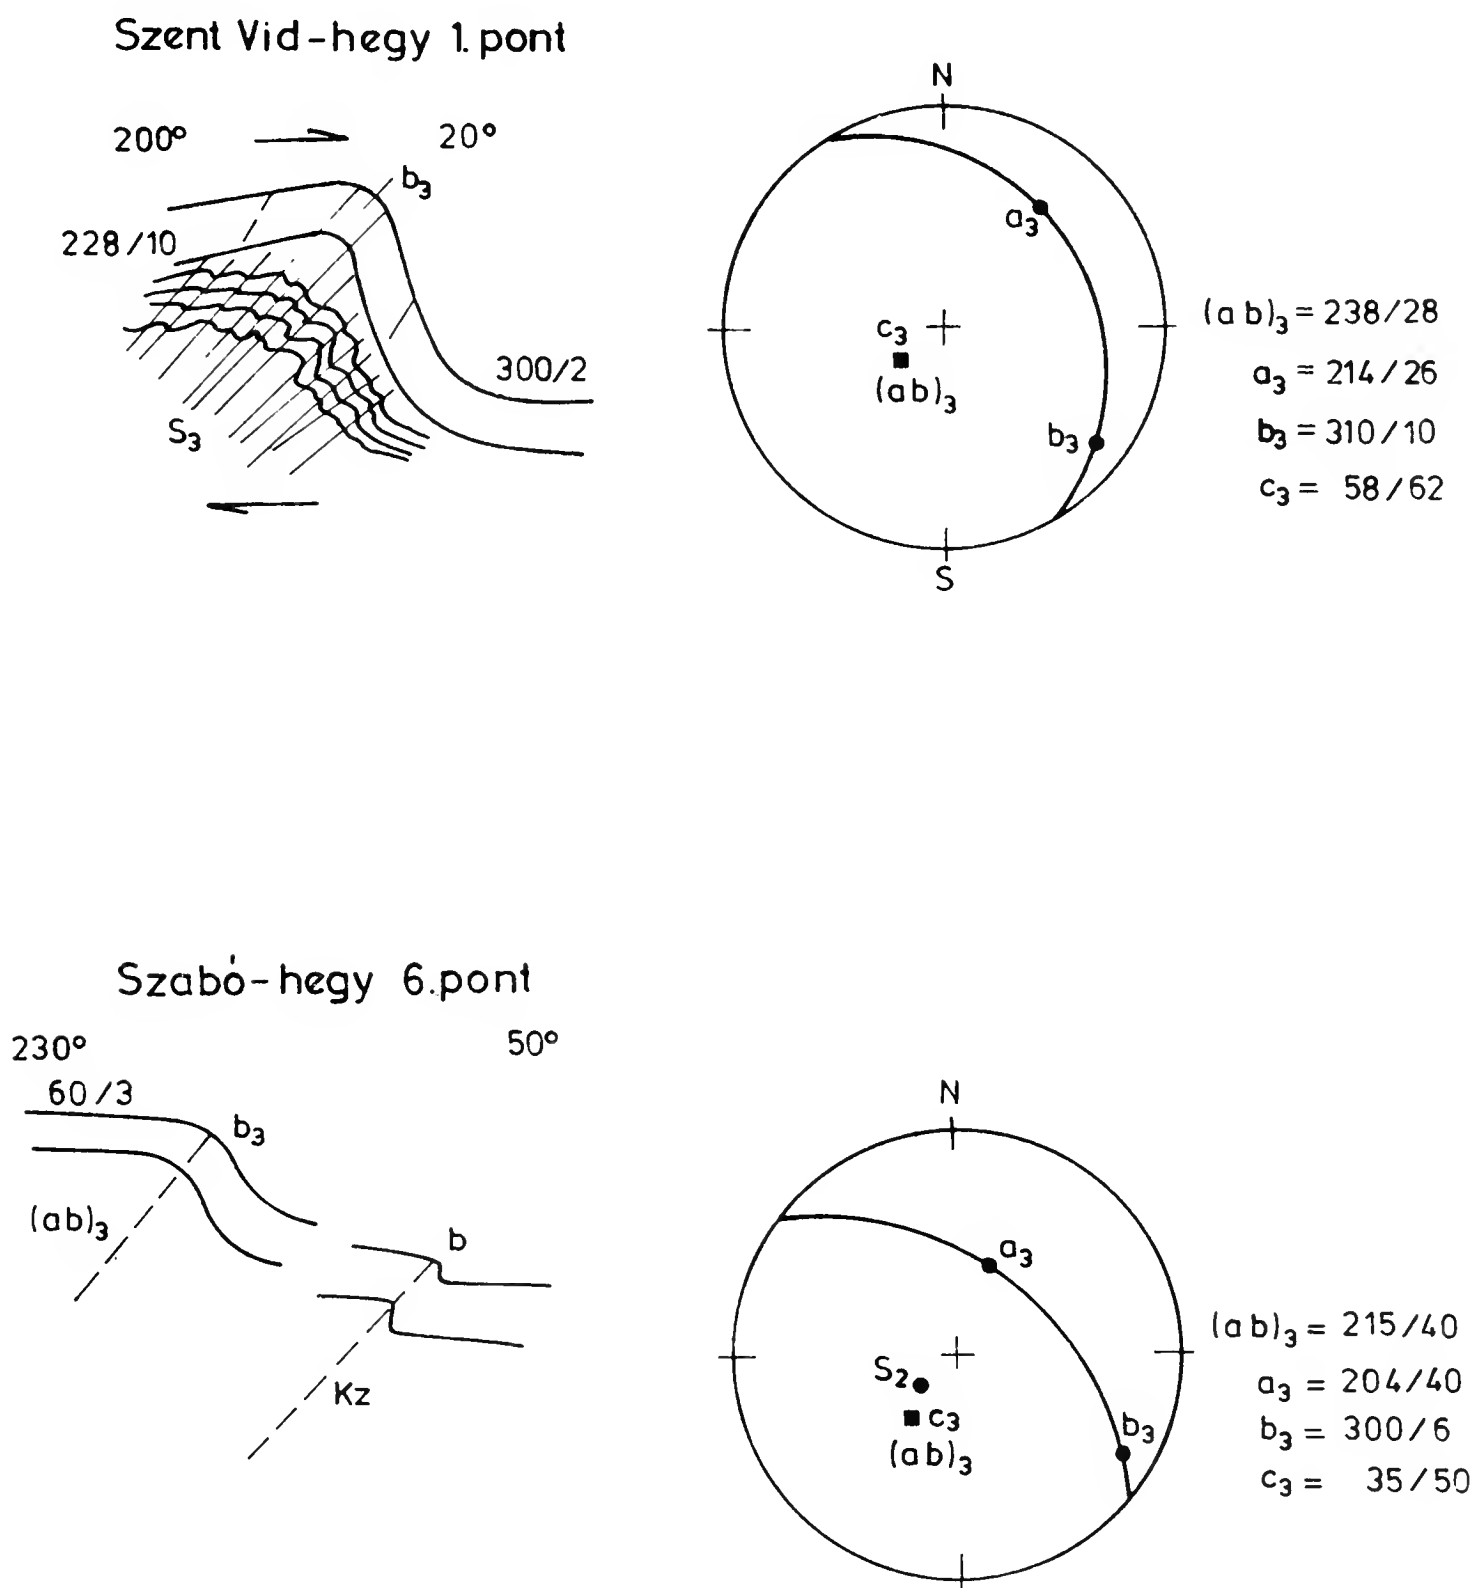 Szent Vid-hegy 1. pont
200° 20°
b3
228/10
300/2
S3
N
a3
c3
(ab)3
b3
S
(ab)3 = 238/28
a3 = 214/26
b3 = 310/10
c3 = 58/62
Szabó-hegy 6. pont
230° 50°
60/3
b3
(ab)3
b
Kz
N
a3
S2
c3
(ab)3
b3
(ab)3 = 215/40
a3 = 204/40
b3 = 300/6
c3 = 35/50